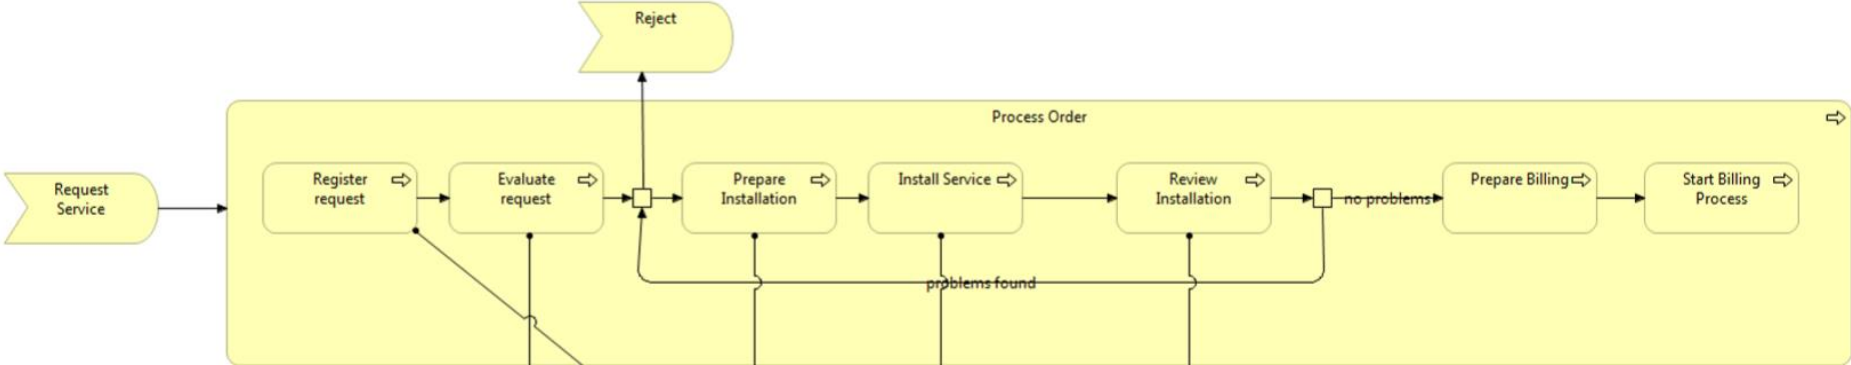 Reject
Process Order
Request
Service
Register
request
Evaluate
request
Prepare
Installation
Install Service
Review
Installation
no problems
Prepare Billing
Start Billing
Process
problems found